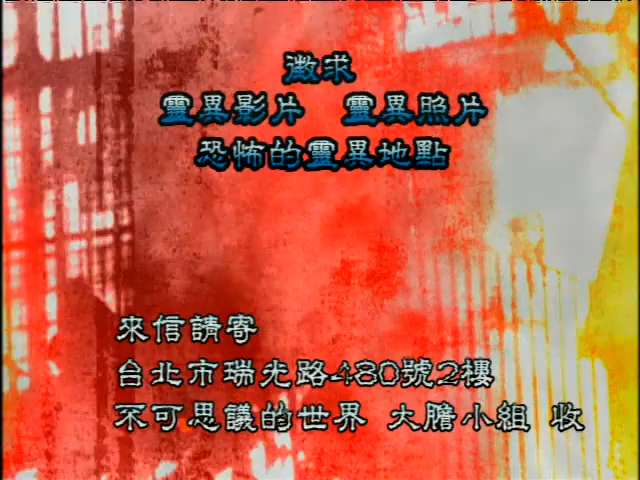 徵求
靈異影片 靈異照片
恐怖的靈異地點
來信請寄
台北市瑞光路480號2樓
不可思議的世界 大膽小組 收